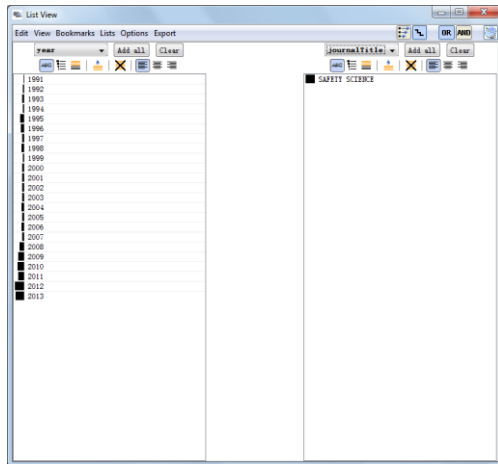 List View
Edit View Bookmarks Lists Options Export
OR AND
year Add all Clear
journalTitle Add all Clear
ABC
ABC
1991
1992
1993
1994
1995
1996
1997
1998
1999
2000
2001
2002
2003
2004
2005
2006
2007
2008
2009
2010
2011
2012
2013
SAFETY SCIENCE